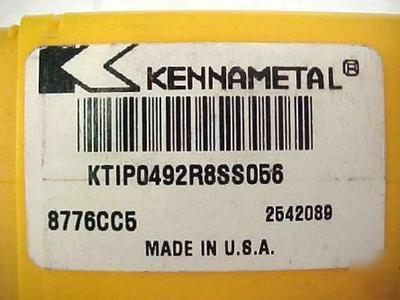 KENNAMETAL®
KTIP0492R8SS056
8776CC5 2542089
MADE IN U.S.A.